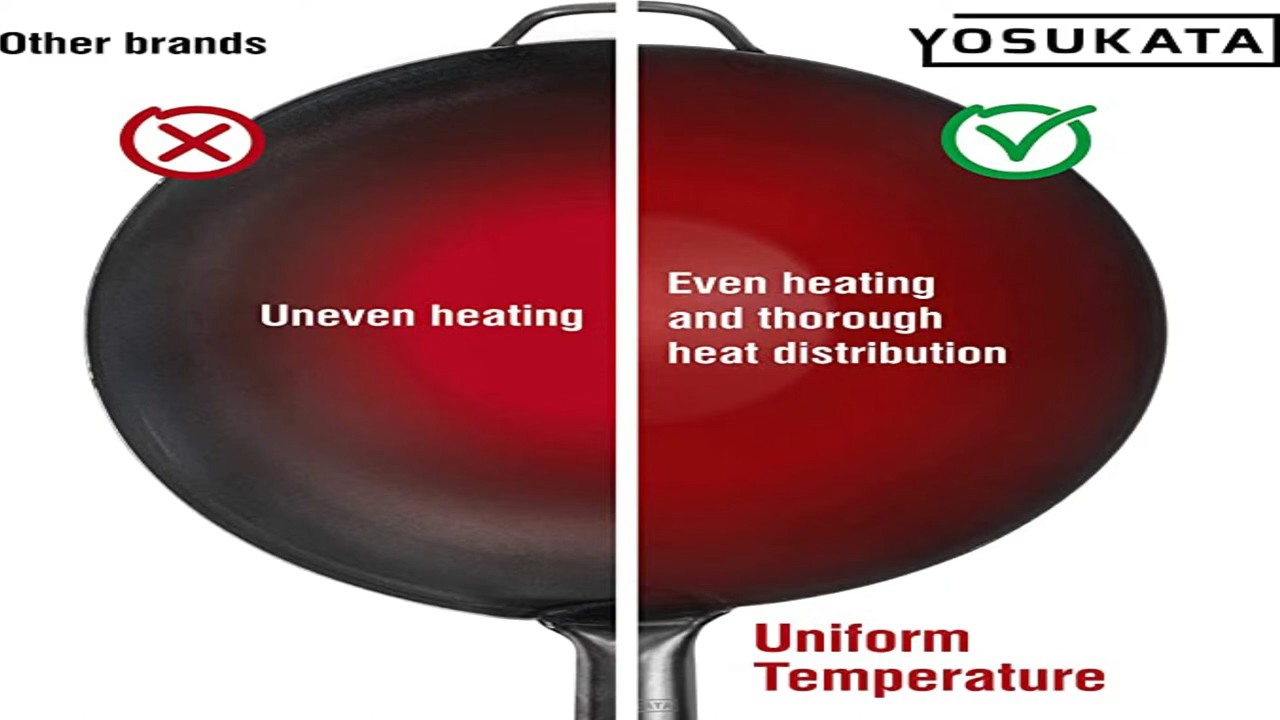 Other brands
YOSUKATA
Uneven heating
Even heating
and thorough
heat distribution
Uniform
Temperature